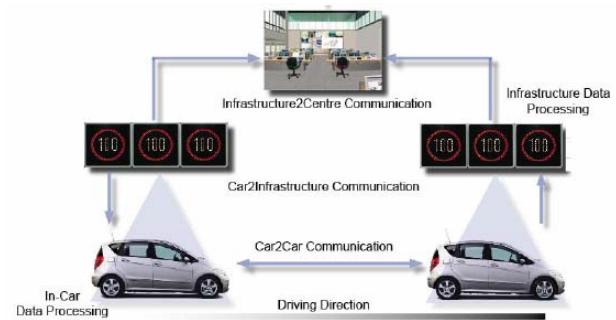 Infrastructure2Centre Communication
Infrastructure Data
Processing
100 100 100
100 100 100
Car2Infrastructure Communication
Car2Car Communication
In-Car
Data Processing
Driving Direction